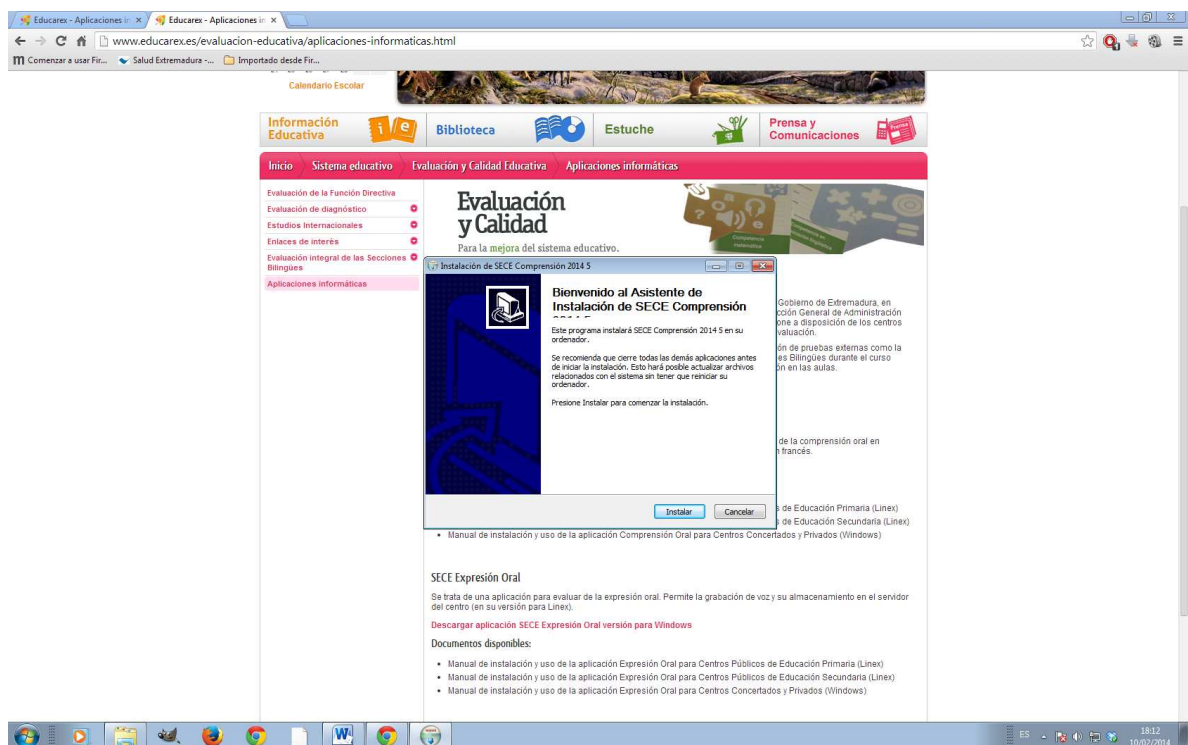 Educarex - Aplicaciones in
Educarex - Aplicaciones in
www.educarex.es/evaluacion-educativa/aplicaciones-informaticas.html
Comenzar a usar Fir...
Salud Extremadura -...
Importado desde Fir...
Calendario Escolar
Información
Educativa
i/e
Biblioteca
Estuche
Prensa y
Comunicaciones
Prensa
Inicio
Sistema educativo
Evaluación y Calidad Educativa
Aplicaciones informáticas
Evaluación de la Función Directiva
Evaluación de diagnóstico
Estudios Internacionales
Enlaces de interés
Evaluación integral de las Secciones
Bilingües
Aplicaciones informáticas
Evaluación
y Calidad
Para la mejora del sistema educativo.
Competencia
matemática
Instalación de SECE Comprensión 2014 5
Bienvenido al Asistente de
Instalación de SECE Comprensión
2014 5
Este programa instalará SECE Comprensión 2014 5 en su
ordenador.
Se recomienda que cierre todas las demás aplicaciones antes
de iniciar la instalación. Esto hará posible actualizar archivos
relacionados con el sistema sin tener que reiniciar su
ordenador.
Presione Instalar para comenzar la instalación.
Instalar
Cancelar
Gobierno de Extremadura, en
cción General de Administración
one a disposición de los centros
valuación.
ón de pruebas externas como la
es Bilingües durante el curso
ón en las aulas.
de la comprensión oral en
n francés.
s de Educación Primaria (Linex)
s de Educación Secundaria (Linex)
• Manual de instalación y uso de la aplicación Comprensión Oral para Centros Concertados y Privados (Windows)
SECE Expresión Oral
Se trata de una aplicación para evaluar de la expresión oral. Permite la grabación de voz y su almacenamiento en el servidor
del centro (en su versión para Linex).
Descargar aplicación SECE Expresión Oral versión para Windows
Documentos disponibles:
• Manual de instalación y uso de la aplicación Expresión Oral para Centros Públicos de Educación Primaria (Linex)
• Manual de instalación y uso de la aplicación Expresión Oral para Centros Públicos de Educación Secundaria (Linex)
• Manual de instalación y uso de la aplicación Expresión Oral para Centros Concertados y Privados (Windows)
ES
18:12
10/02/2014